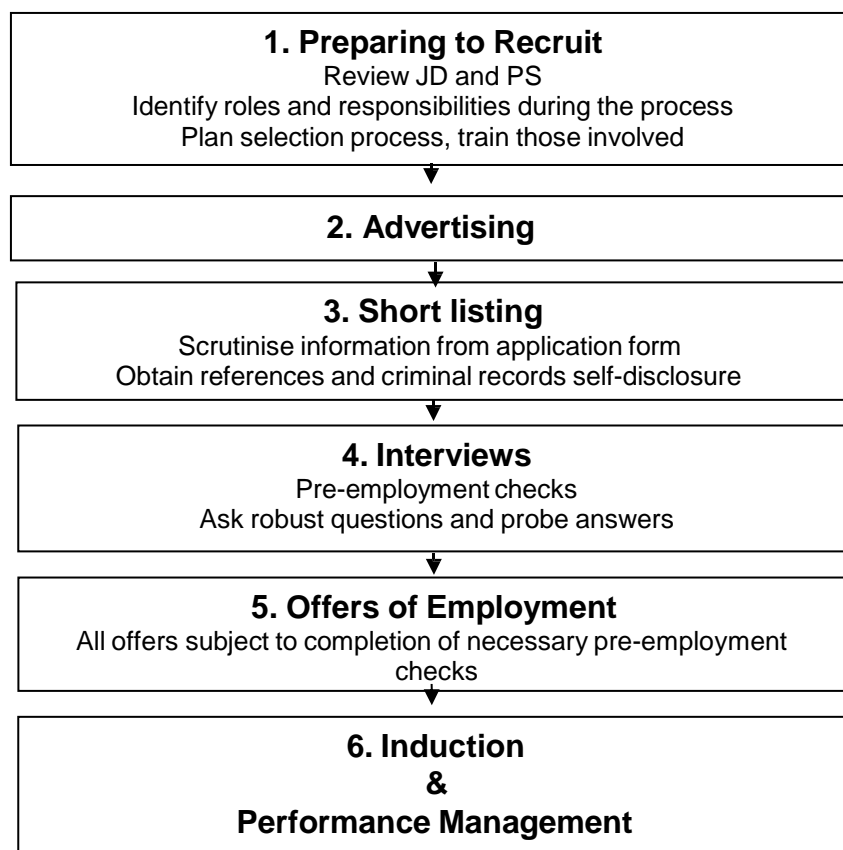 1. Preparing to Recruit
Review JD and PS
Identify roles and responsibilities during the process
Plan selection process, train those involved
2. Advertising
3. Short listing
Scrutinise information from application form
Obtain references and criminal records self-disclosure
4. Interviews
Pre-employment checks
Ask robust questions and probe answers
5. Offers of Employment
All offers subject to completion of necessary pre-employment
checks
6. Induction
&
Performance Management